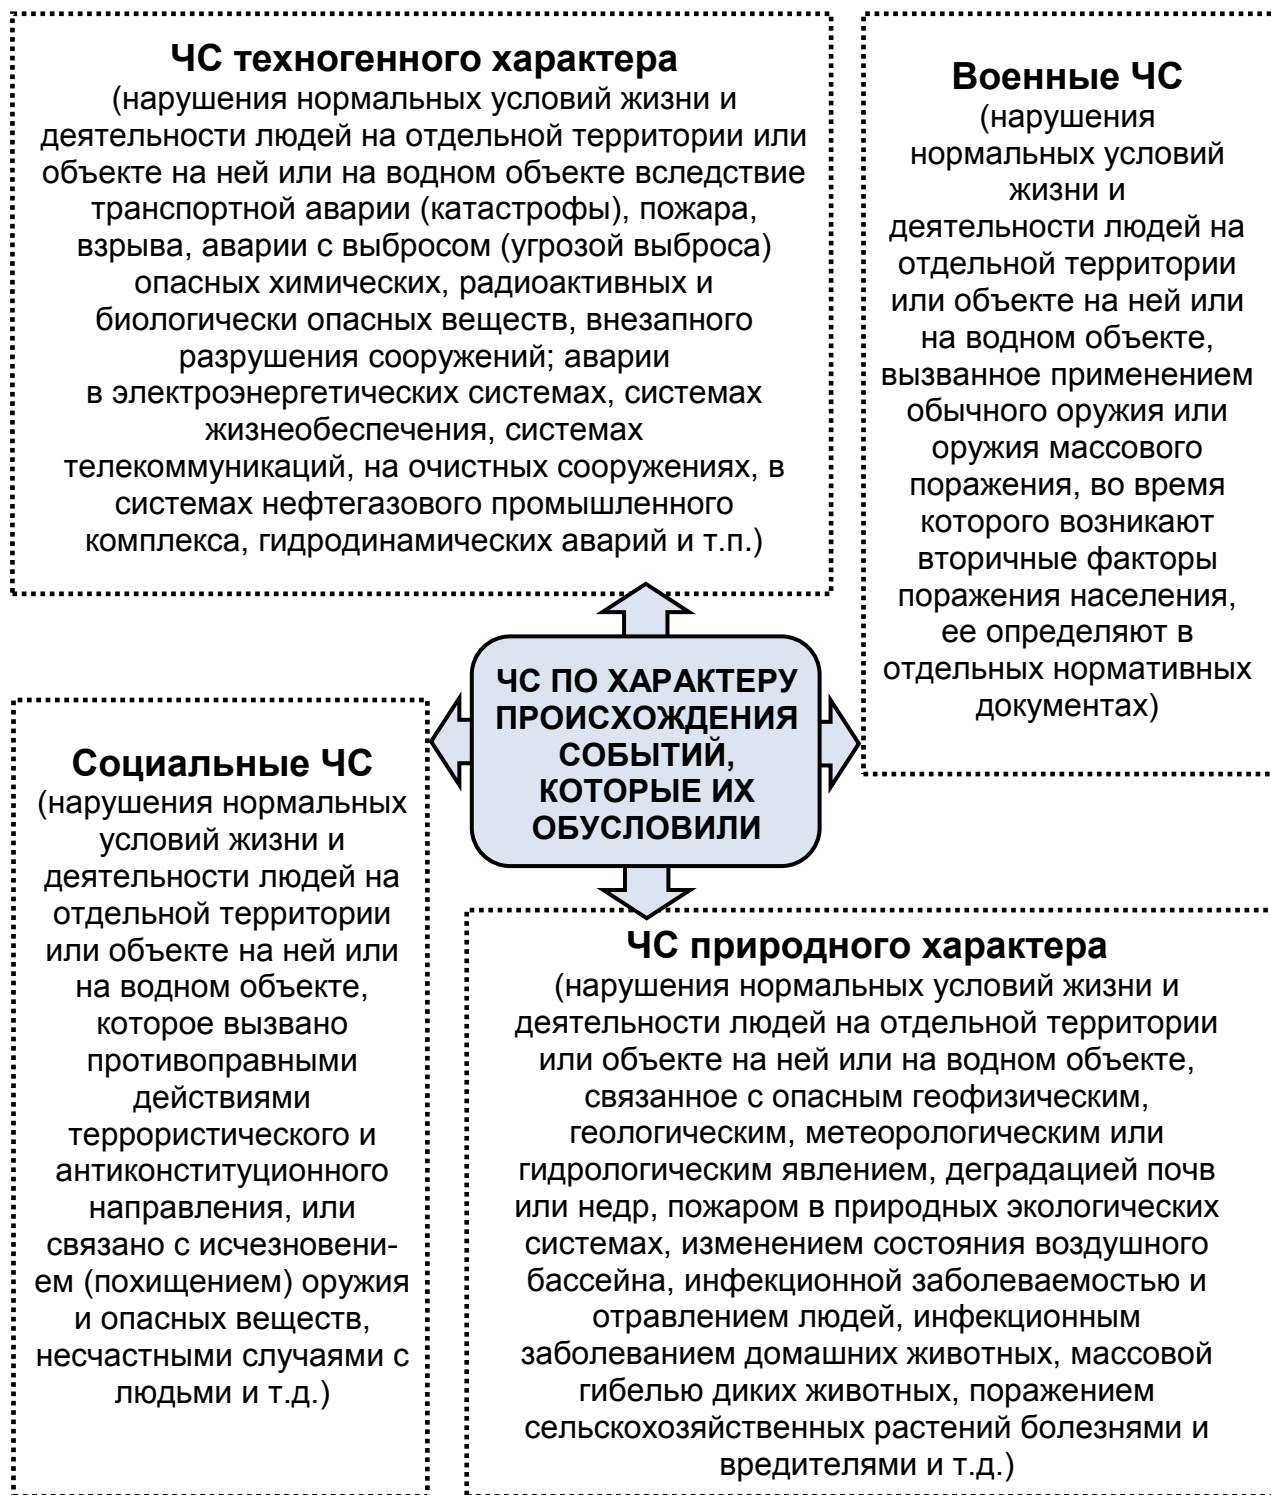 ЧС техногенного характера
(нарушения нормальных условий жизни и
деятельности людей на отдельной территории или
объекте на ней или на водном объекте вследствие
транспортной аварии (катастрофы), пожара,
взрыва, аварии с выбросом (угрозой выброса)
опасных химических, радиоактивных и
биологически опасных веществ, внезапного
разрушения сооружений; аварии
в электроэнергетических системах, системах
жизнеобеспечения, системах
телекоммуникаций, на очистных сооружениях, в
системах нефтегазового промышленного
комплекса, гидродинамических аварий и т.п.)
Военные ЧС
(нарушения
нормальных условий
жизни и
деятельности людей на
отдельной территории
или объекте на ней или
на водном объекте,
вызванное применением
обычного оружия или
оружия массового
поражения, во время
которого возникают
вторичные факторы
поражения населения,
ее определяют в
отдельных нормативных
документах)
ЧС ПО ХАРАКТЕРУ
ПРОИСХОЖДЕНИЯ
СОБЫТИЙ,
КОТОРЫЕ ИХ
ОБУСЛОВИЛИ
Социальные ЧС
(нарушения нормальных
условий жизни и
деятельности людей на
отдельной территории
или объекте на ней или
на водном объекте,
которое вызвано
противоправными
действиями
террористического и
антиконституционного
направления, или
связано с исчезновени-
ем (похищением) оружия
и опасных веществ,
несчастными случаями с
людьми и т.д.)
ЧС природного характера
(нарушения нормальных условий жизни и
деятельности людей на отдельной территории
или объекте на ней или на водном объекте,
связанное с опасным геофизическим,
геологическим, метеорологическим или
гидрологическим явлением, деградацией почв
или недр, пожаром в природных экологических
системах, изменением состояния воздушного
бассейна, инфекционной заболеваемостью и
отравлением людей, инфекционным
заболеванием домашних животных, массовой
гибелью диких животных, поражением
сельскохозяйственных растений болезнями и
вредителями и т.д.)